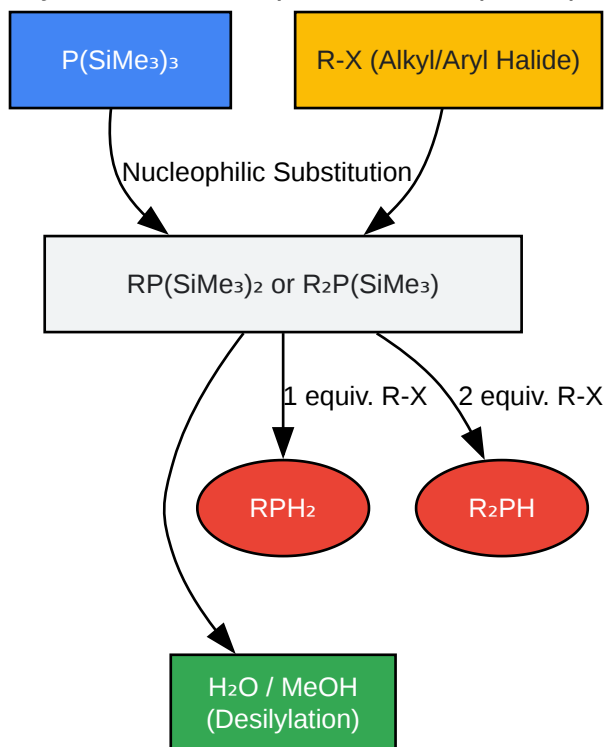 P(SiMe₃)₃
R-X (Alkyl/Aryl Halide)
Nucleophilic Substitution
RP(SiMe₃)₂ or R₂P(SiMe₃)
1 equiv. R-X
2 equiv. R-X
RPH₂
R₂PH
H₂O / MeOH
(Desilylation)